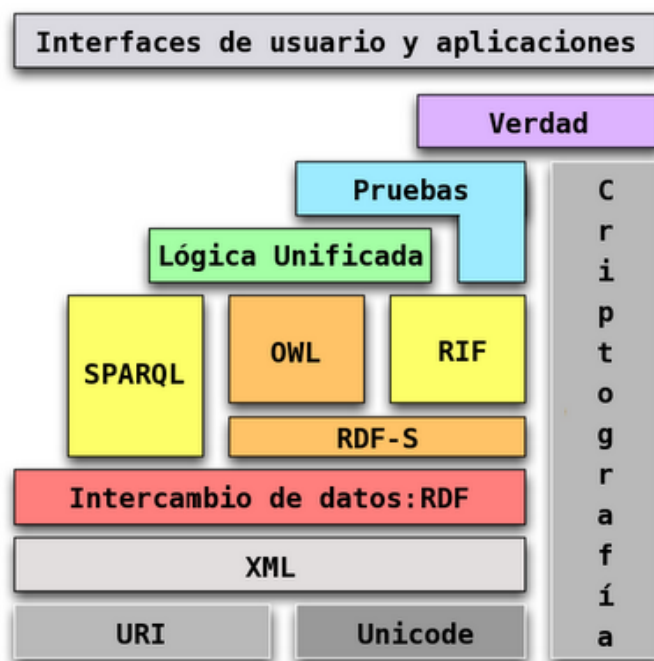 Interfaces de usuario y aplicaciones
Verdad
Pruebas
Lógica Unificada
SPARQL
OWL
RIF
RDF-S
Intercambio de datos:RDF
XML
URI
Unicode
Criptografía